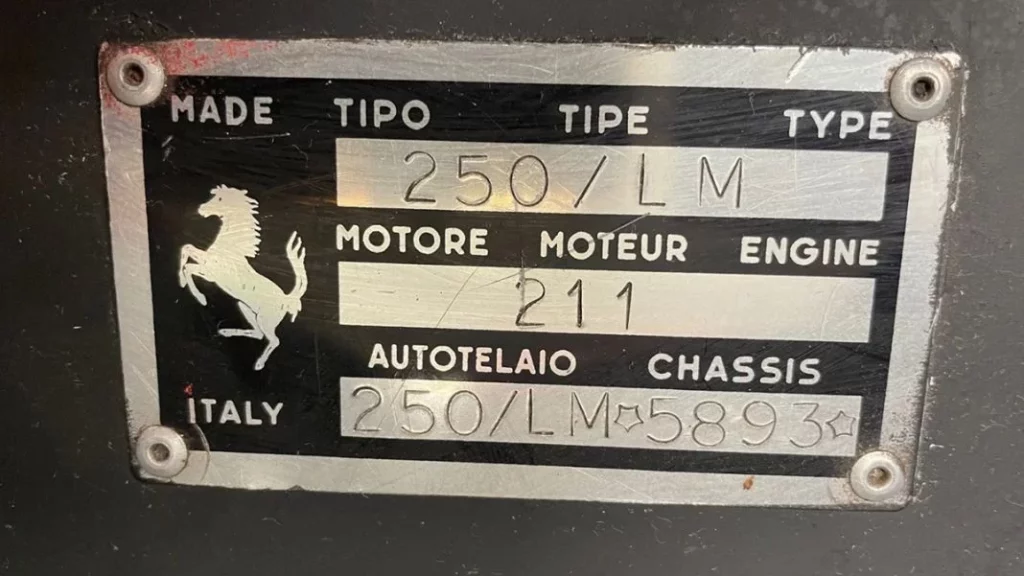 MADE TIPO TIPE TYPE
250/LM
MOTORE MOTEUR ENGINE
211
AUTOTELAIO CHASSIS
ITALY 250/LM☆5893☆